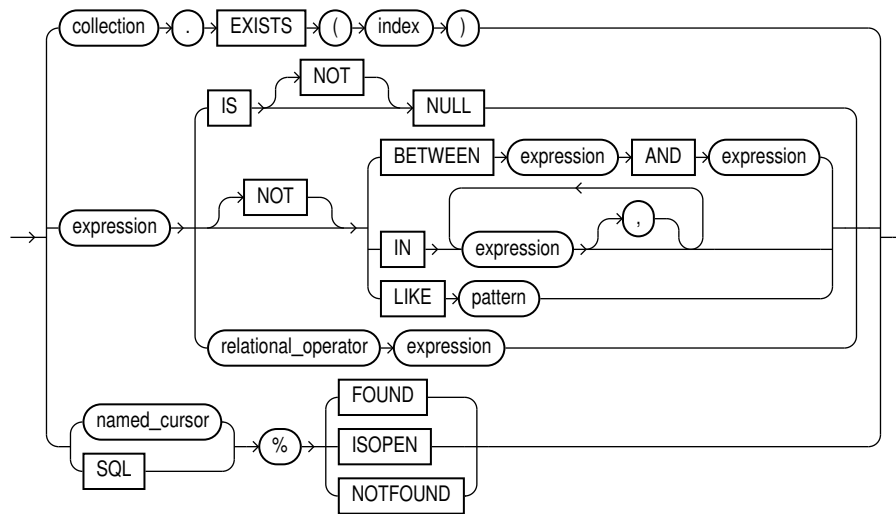 collection . EXISTS ( index )
NOT
IS NULL
BETWEEN expression AND expression
NOT
,
expression
IN expression
LIKE pattern
relational_operator expression
FOUND
named_cursor
% ISOPEN
SQL
NOTFOUND